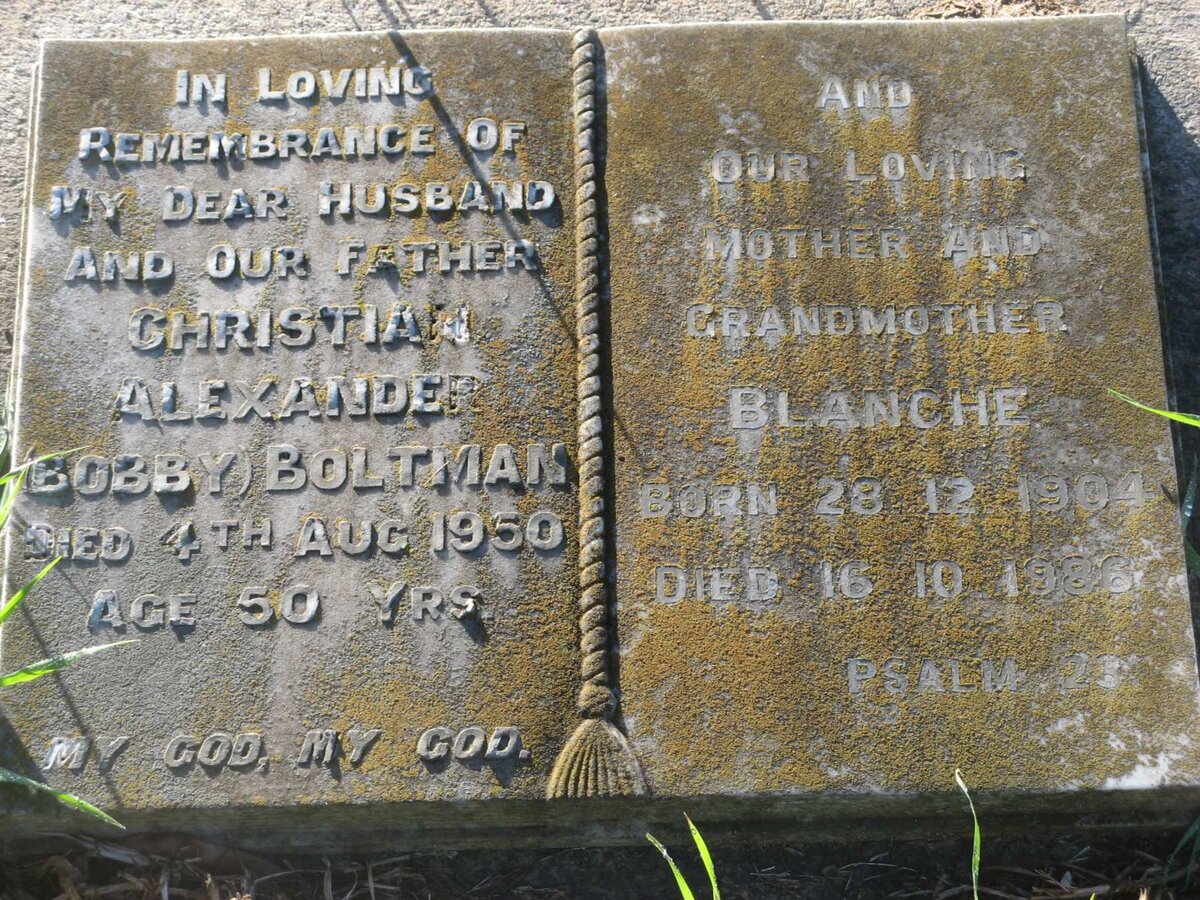 In Loving
Remembrance Of
My Dear Husband
And Our Father
Christian
Alexander
(Bobby) Boltman
Died 4th Aug 1950
Age 50 Yrs.
My God, My God.
And
Our Loving
Mother And
Grandmother.
Blanche
Born 28 12 1904
Died 16 10 1986
Psalm 23